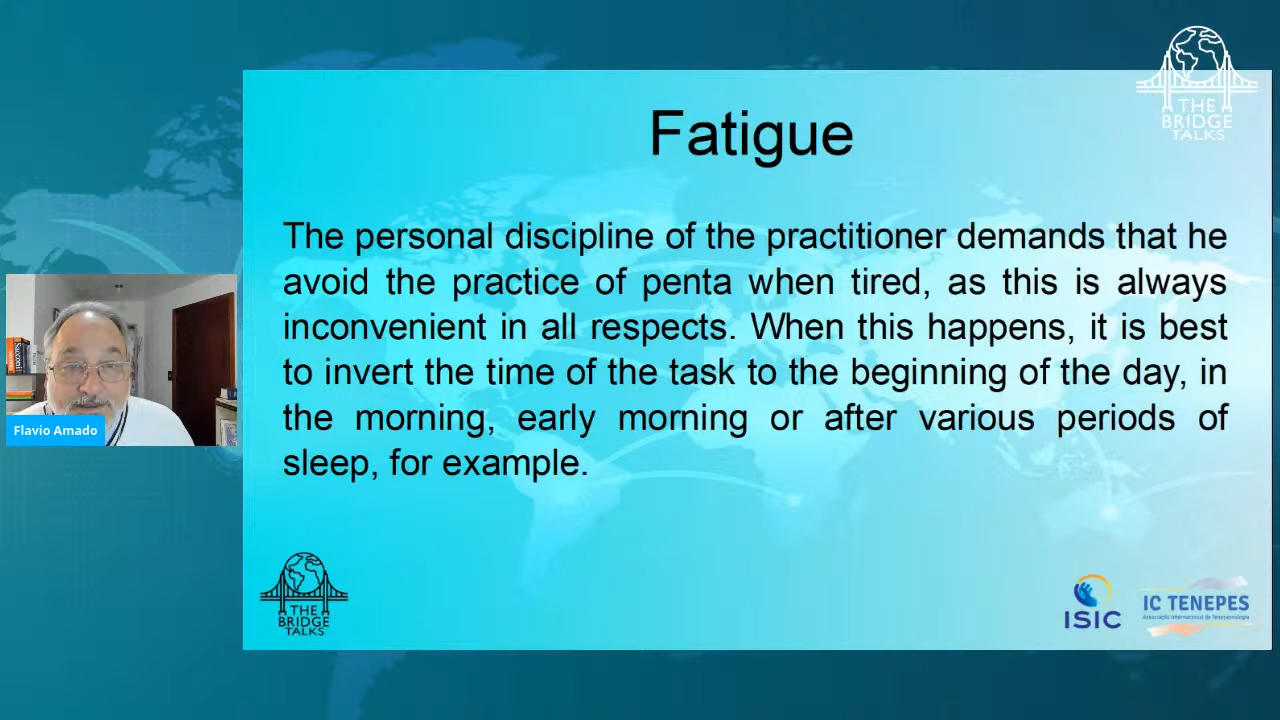 THE
BRIDGE
TALKS
Fatigue
The personal discipline of the practitioner demands that he
avoid the practice of penta when tired, as this is always
inconvenient in all respects. When this happens, it is best
to invert the time of the task to the beginning of the day, in
the morning, early morning or after various periods of
sleep, for example.
Flavio Amado
THE
BRIDGE
TALKS
ISIC
IC TENEPES